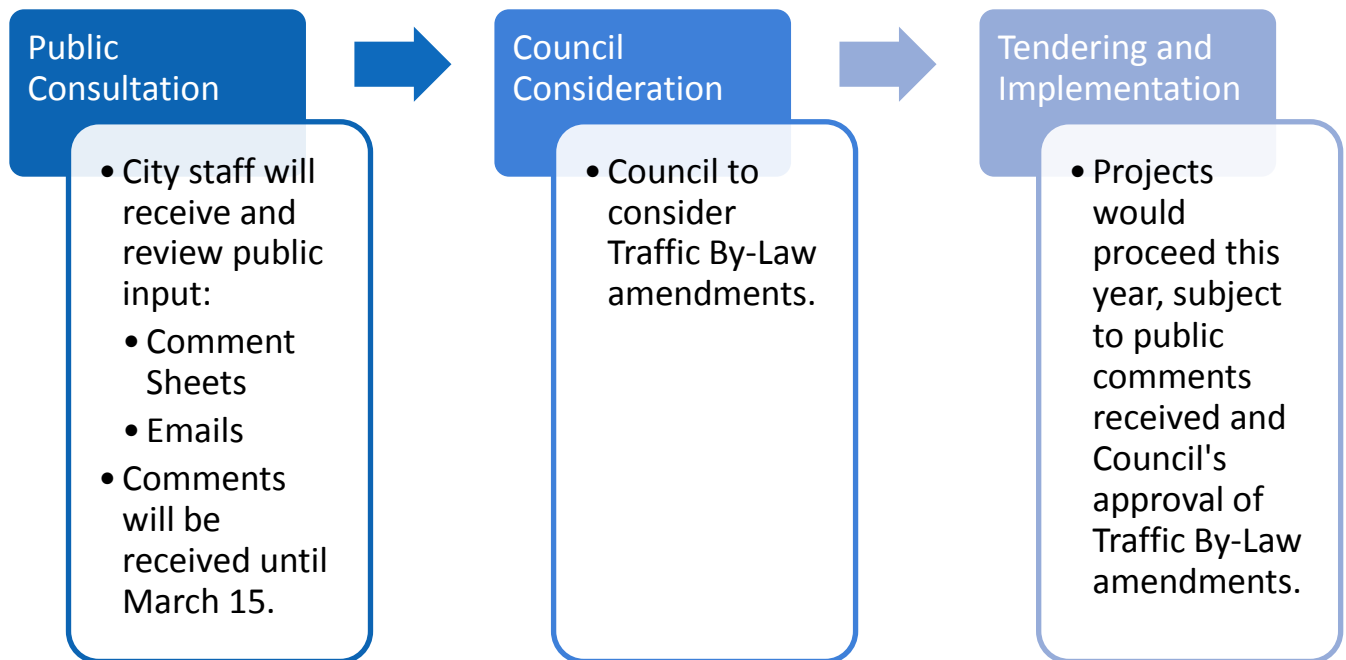 Public
Consultation
• City staff will
receive and
review public
input:
• Comment
Sheets
• Emails
• Comments
will be
received until
March 15.
Council
Consideration
• Council to
consider
Traffic By-Law
amendments.
Tendering and
Implementation
• Projects
would
proceed this
year, subject
to public
comments
received and
Council's
approval of
Traffic By-Law
amendments.